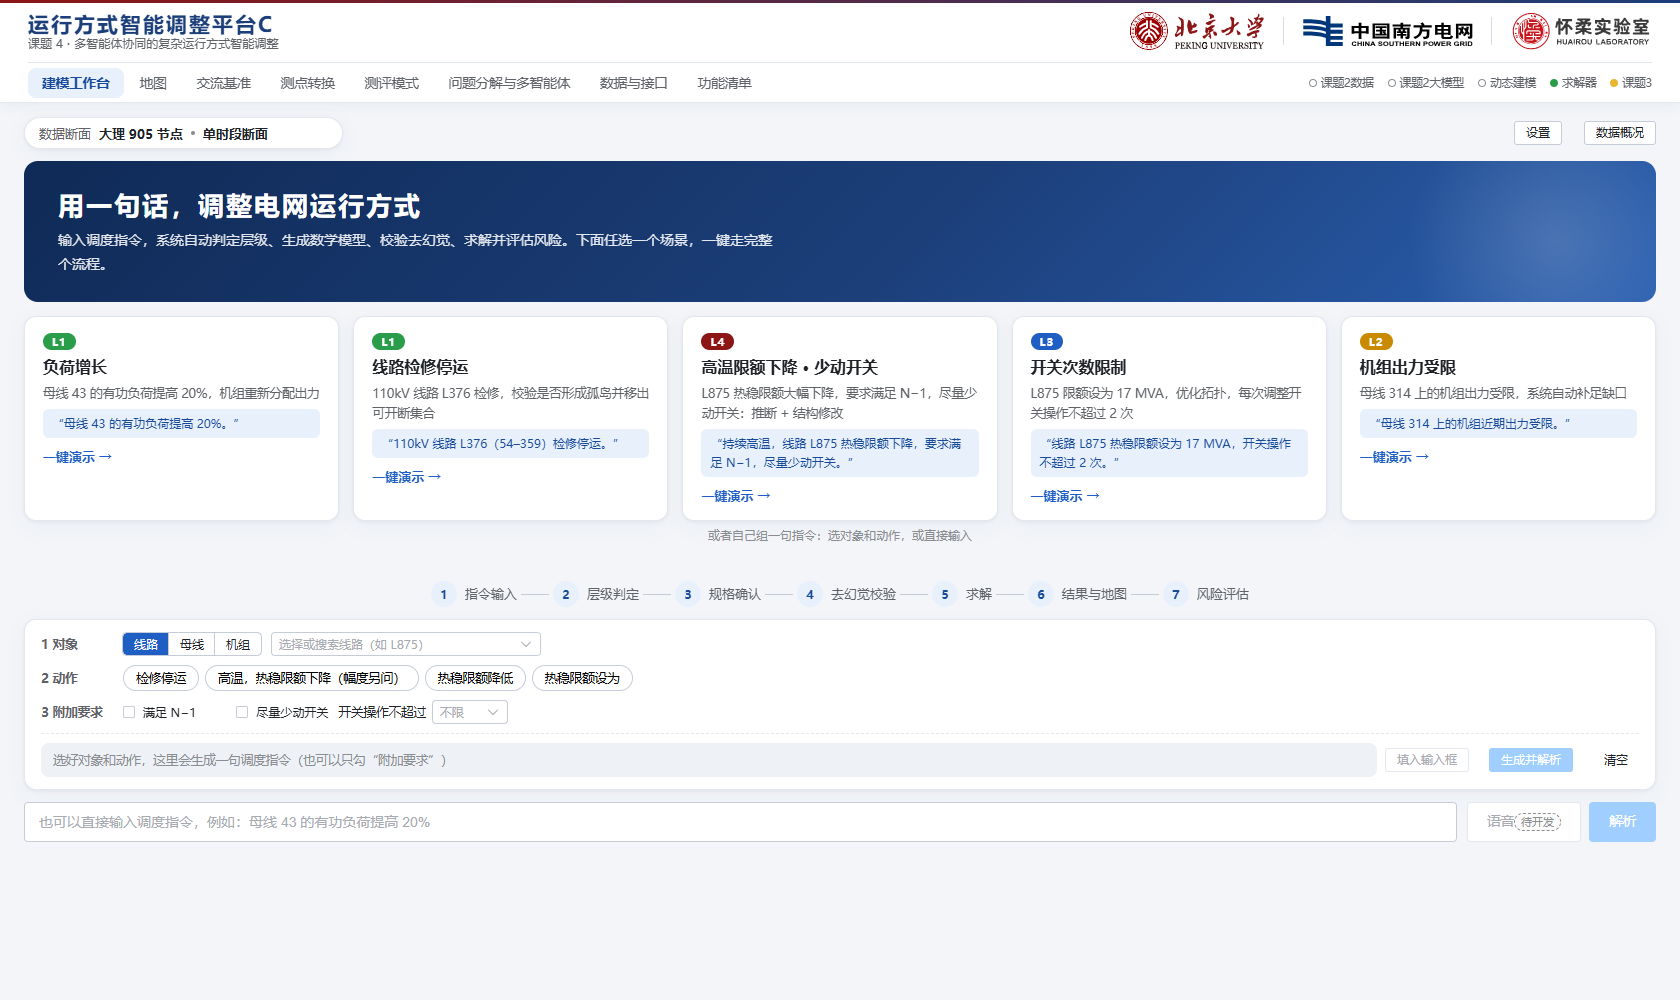 运行方式智能调整平台C
课题 4 · 多智能体协同的复杂运行方式智能调整
北京大学
PEKING UNIVERSITY
中国南方电网
CHINA SOUTHERN POWER GRID
怀柔实验室
HUAIROU LABORATORY
建模工作台 地图 交流基准 测点转换 测评模式 问题分解与多智能体 数据与接口 功能清单
课题2数据 课题2大模型 动态建模 求解器 课题3
数据断面 大理 905 节点 • 单时段断面
设置 数据概况
用一句话，调整电网运行方式
输入调度指令，系统自动判定层级、生成数学模型、校验去幻觉、求解并评估风险。下面任选一个场景，一键走完整
个流程。
L1
负荷增长
母线 43 的有功负荷提高 20%，机组重新分配出力
“母线 43 的有功负荷提高 20%。”
一键演示 →
L1
线路检修停运
110kV 线路 L376 检修，校验是否形成孤岛并移出
可开断集合
“110kV 线路 L376（54–359）检修停运。”
一键演示 →
L4
高温限额下降 • 少动开关
L875 热稳限额大幅下降，要求满足 N−1，尽量少
动开关：推断 + 结构修改
“持续高温，线路 L875 热稳限额下降，要求满
足 N−1，尽量少动开关。”
一键演示 →
L3
开关次数限制
L875 限额设为 17 MVA，优化拓扑，每次调整开
关操作不超过 2 次
“线路 L875 热稳限额设为 17 MVA，开关操作
不超过 2 次。”
一键演示 →
L2
机组出力受限
母线 314 上的机组出力受限，系统自动补足缺口
“母线 314 上的机组近期出力受限。”
一键演示 →
或者自己组一句指令：选对象和动作，或直接输入
1 指令输入 2 层级判定 3 规格确认 4 去幻觉校验 5 求解 6 结果与地图 7 风险评估
1 对象 线路 母线 机组 选择或搜索线路（如 L875）
2 动作 检修停运 高温，热稳限额下降（幅度另问） 热稳限额降低 热稳限额设为
3 附加要求 满足 N−1 尽量少动开关 开关操作不超过 不限
选好对象和动作，这里会生成一句调度指令（也可以只勾“附加要求”） 填入输入框 生成并解析 清空
也可以直接输入调度指令，例如：母线 43 的有功负荷提高 20% 语音 待开发 解析